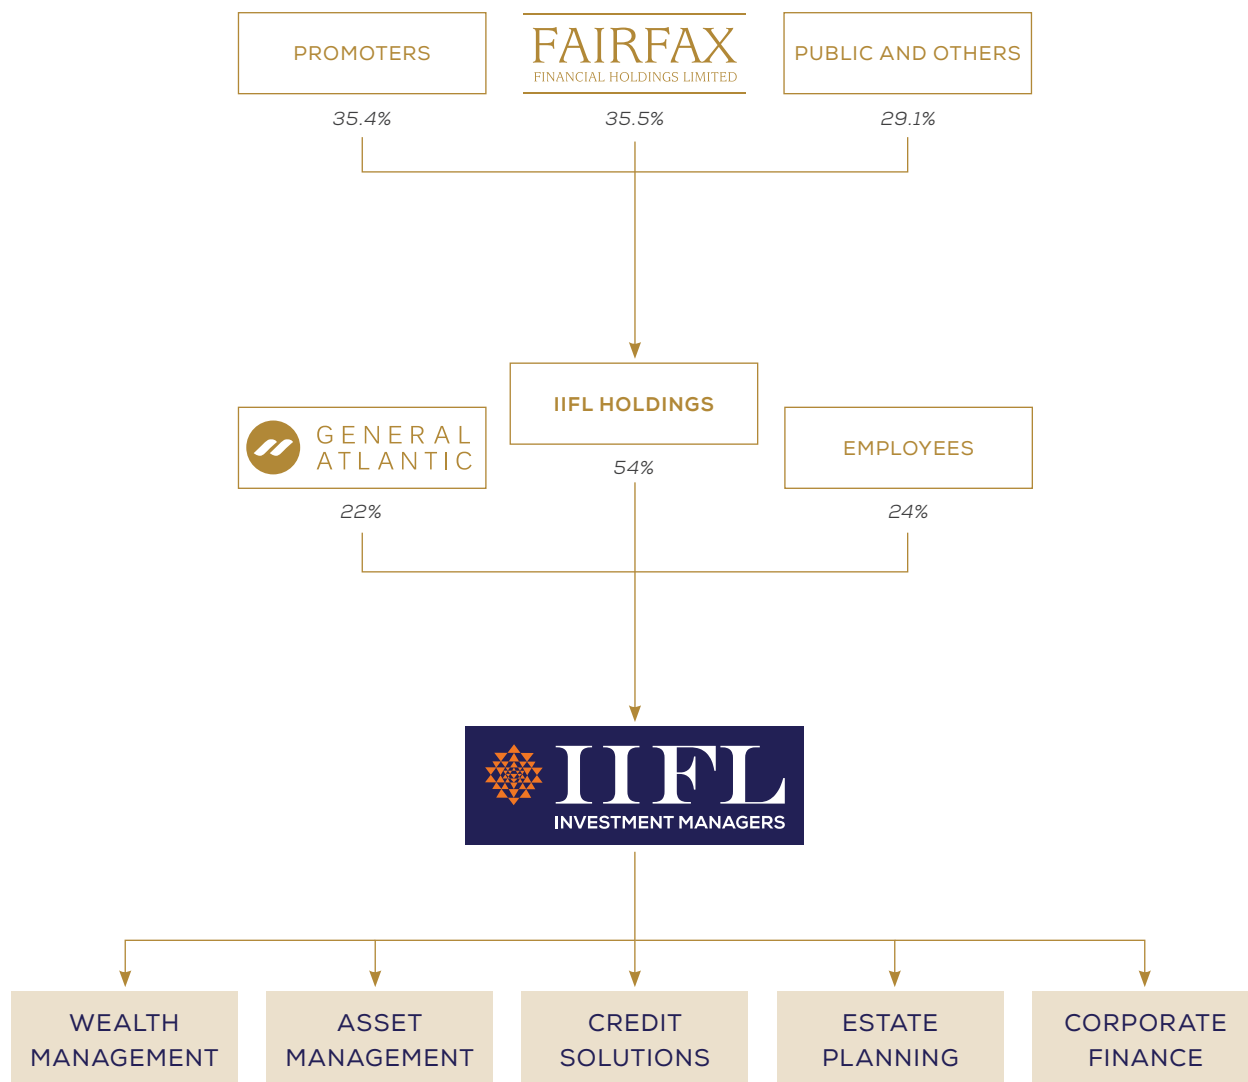 PROMOTERS
FAIRFAX
FINANCIAL HOLDINGS LIMITED
PUBLIC AND OTHERS
35.4%
35.5%
29.1%
IIFL HOLDINGS
GENERAL
ATLANTIC
EMPLOYEES
54%
22%
24%
IIFL
INVESTMENT MANAGERS
WEALTH
MANAGEMENT
ASSET
MANAGEMENT
CREDIT
SOLUTIONS
ESTATE
PLANNING
CORPORATE
FINANCE